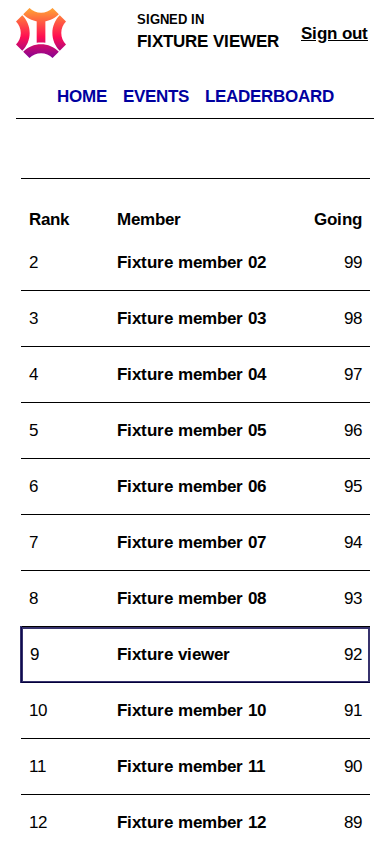 SIGNED IN
FIXTURE VIEWER
Sign out
HOME EVENTS LEADERBOARD
Rank Member Going
2 Fixture member 02 99
3 Fixture member 03 98
4 Fixture member 04 97
5 Fixture member 05 96
6 Fixture member 06 95
7 Fixture member 07 94
8 Fixture member 08 93
9 Fixture viewer 92
10 Fixture member 10 91
11 Fixture member 11 90
12 Fixture member 12 89